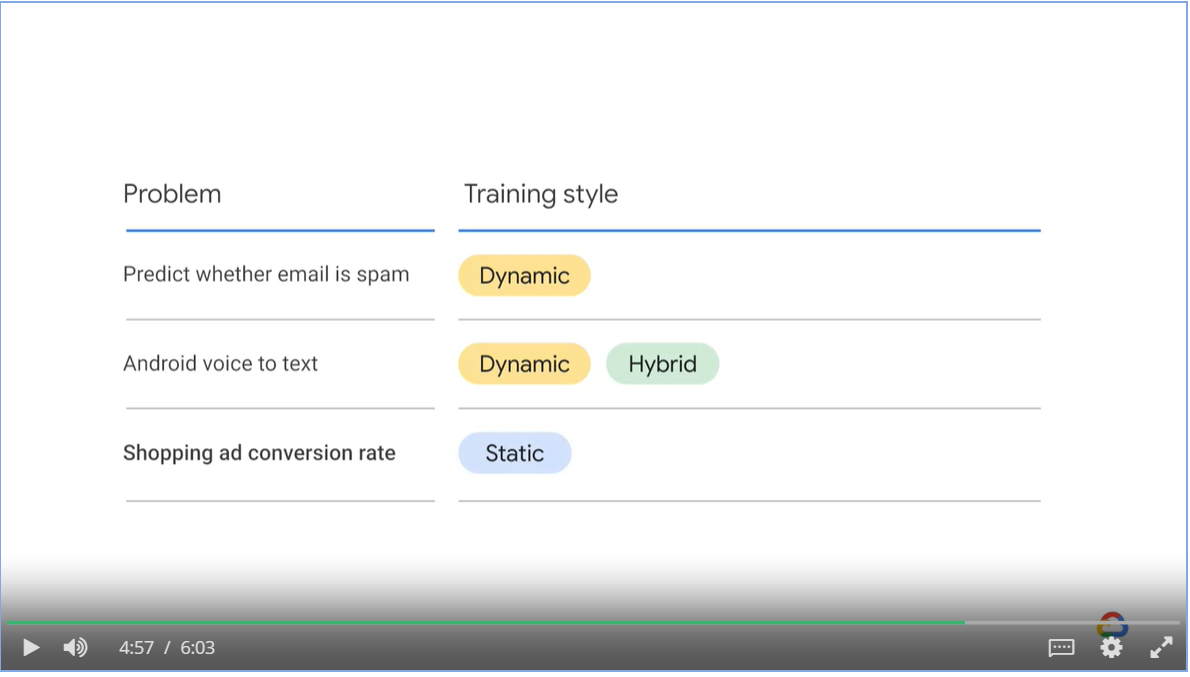 Problem Training style
Predict whether email is spam Dynamic
Android voice to text Dynamic Hybrid
Shopping ad conversion rate Static
4:57 / 6:03